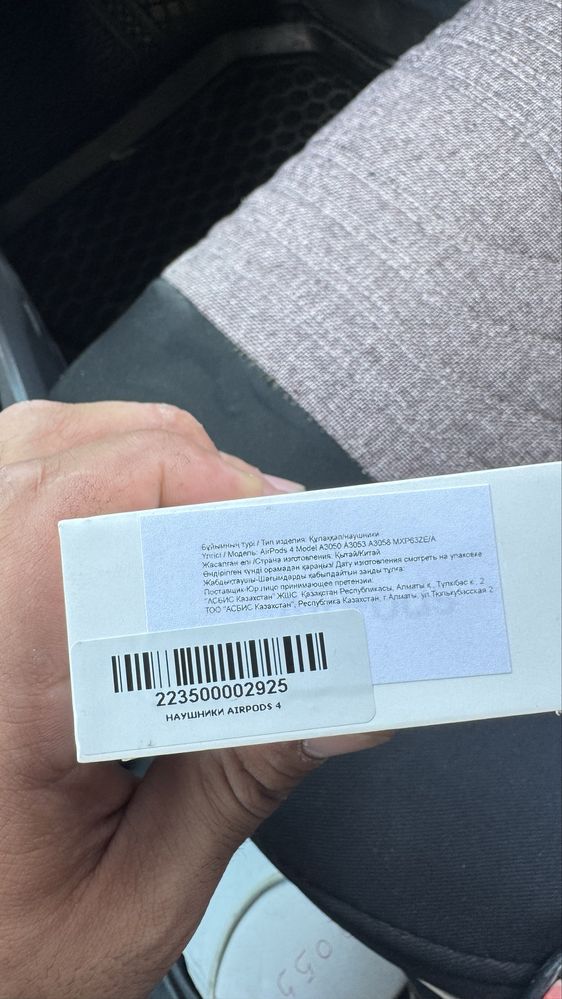 Бұйымның түрі / Тип изделия: Құлаққап/наушники
Үлгісі / Модель: AirPods 4 Model A3050 A3053 A3058 MXP63ZE/A
Жасалған елі /Страна изготовления: Қытай/Китай
Өндірілген күнді орамадан қараңыз/ Дату изготовления смотреть на упаковке
Жабдықтаушы-Шағымдарды қабылдайтын заңды тұлға:
Поставщик-Юр лицо принимающее претензии:
"АСБИС Казахстан" ЖШС, Қазақстан Республикасы, Алматы қ., Түлкібас к., 2
ТОО "АСБИС Казахстан", Республика Казахстан, г.Алматы, ул.Тюлькубасская 2
223500002925
НАУШНИКИ AIRPODS 4
055